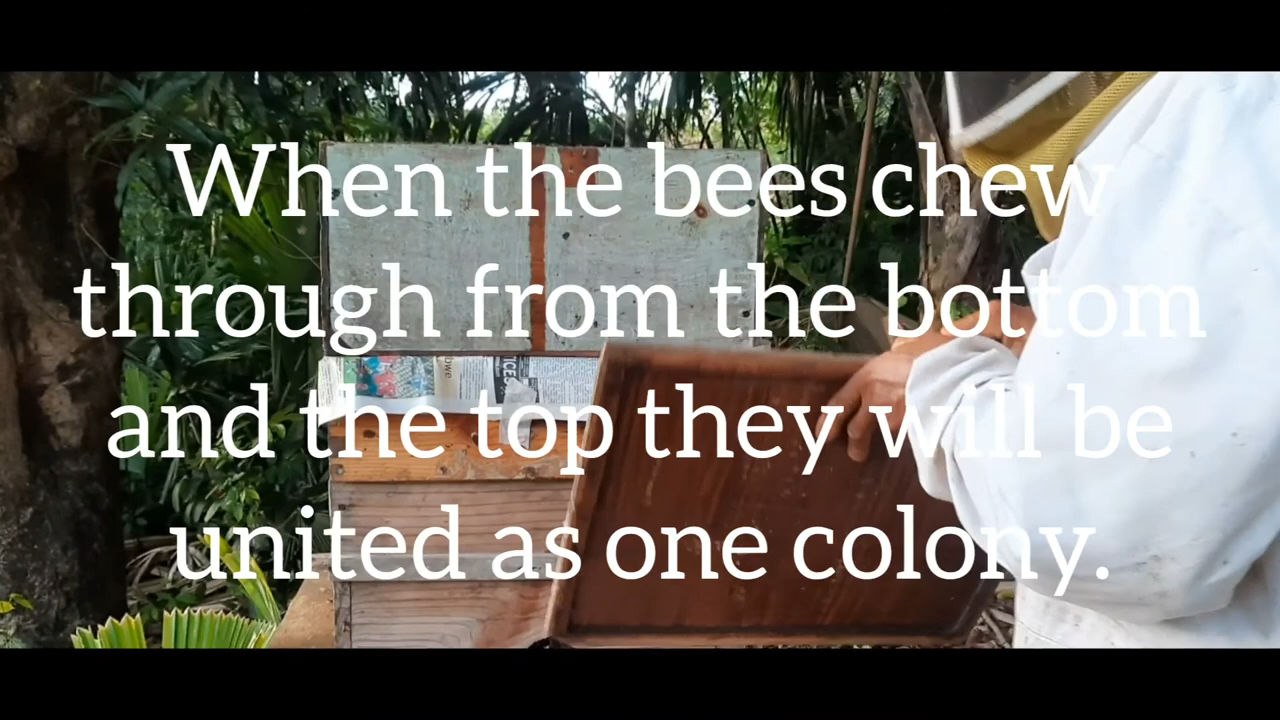 When the bees chew
through from the bottom
and the top they will be
united as one colony.